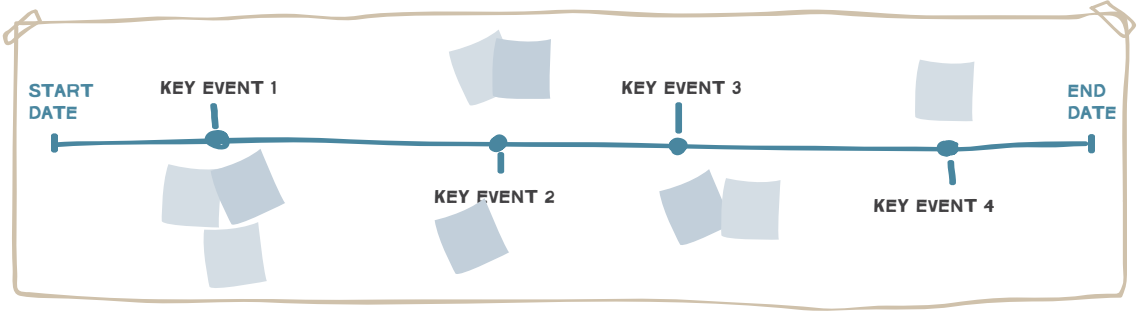 START
DATE
KEY EVENT 1
KEY EVENT 2
KEY EVENT 3
KEY EVENT 4
END
DATE